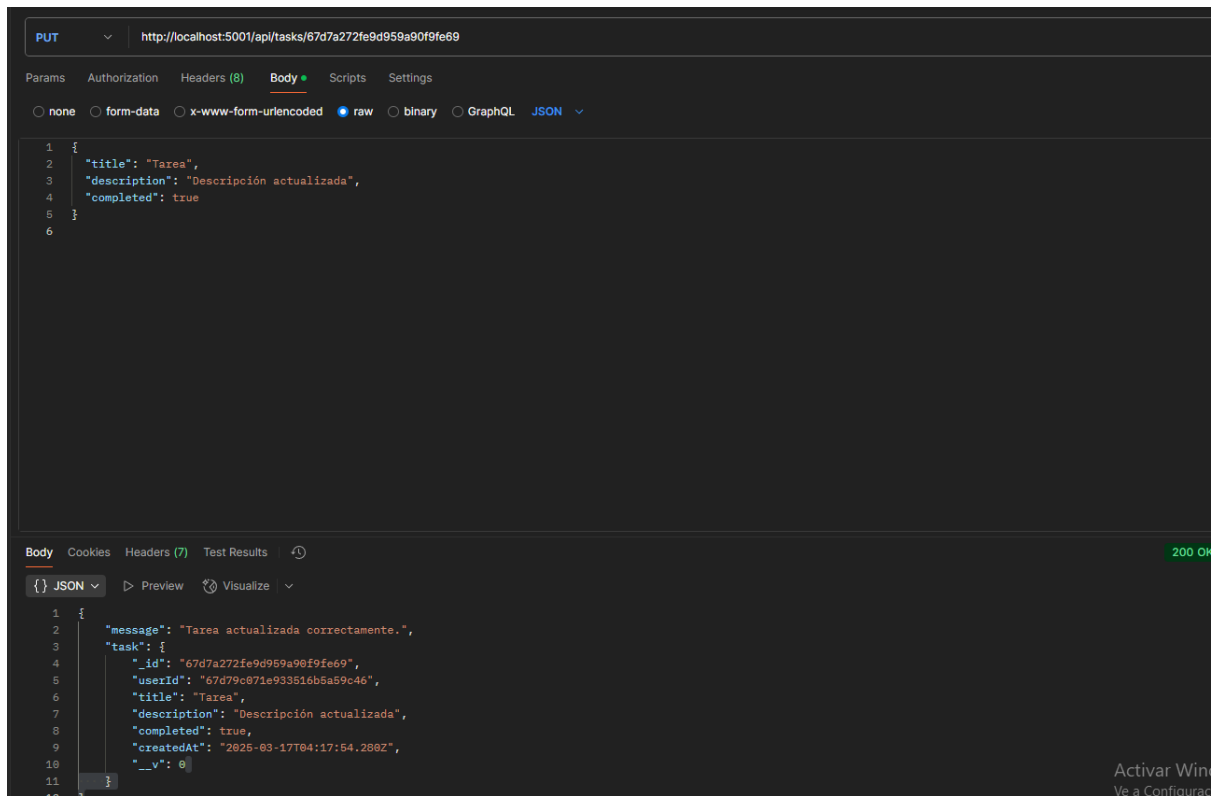 PUT http://localhost:5001/api/tasks/67d7a272fe9d959a90f9fe69
Params Authorization Headers (8) Body Scripts Settings
none form-data x-www-form-urlencoded raw binary GraphQL JSON
1 {
2 "title": "Tarea",
3 "description": "Descripción actualizada",
4 "completed": true
5 }
6
Body Cookies Headers (7) Test Results 200 OK
{} JSON Preview Visualize
1 {
2 "message": "Tarea actualizada correctamente.",
3 "task": {
4 "_id": "67d7a272fe9d959a90f9fe69",
5 "userId": "67d79c071e933516b5a59c46",
6 "title": "Tarea",
7 "description": "Descripción actualizada",
8 "completed": true,
9 "createdAt": "2025-03-17T04:17:54.280Z",
10 "__v": 0
11 }
Activar Wind
Ve a Configurac